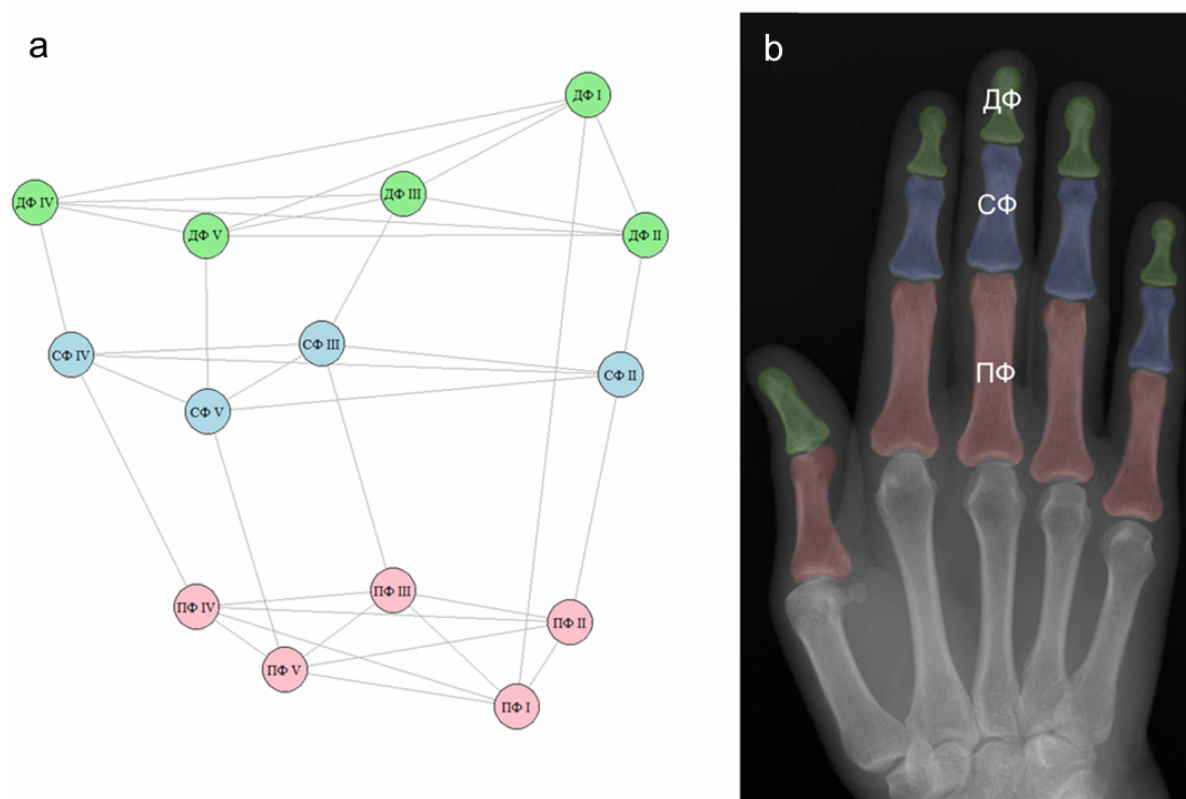 a
ДФ I
ДФ IV
ДФ III
ДФ V
ДФ II
СФ IV
СФ III
СФ II
СФ V
ПФ IV
ПФ III
ПФ II
ПФ V
ПФ I
b
ДФ
СФ
ПФ